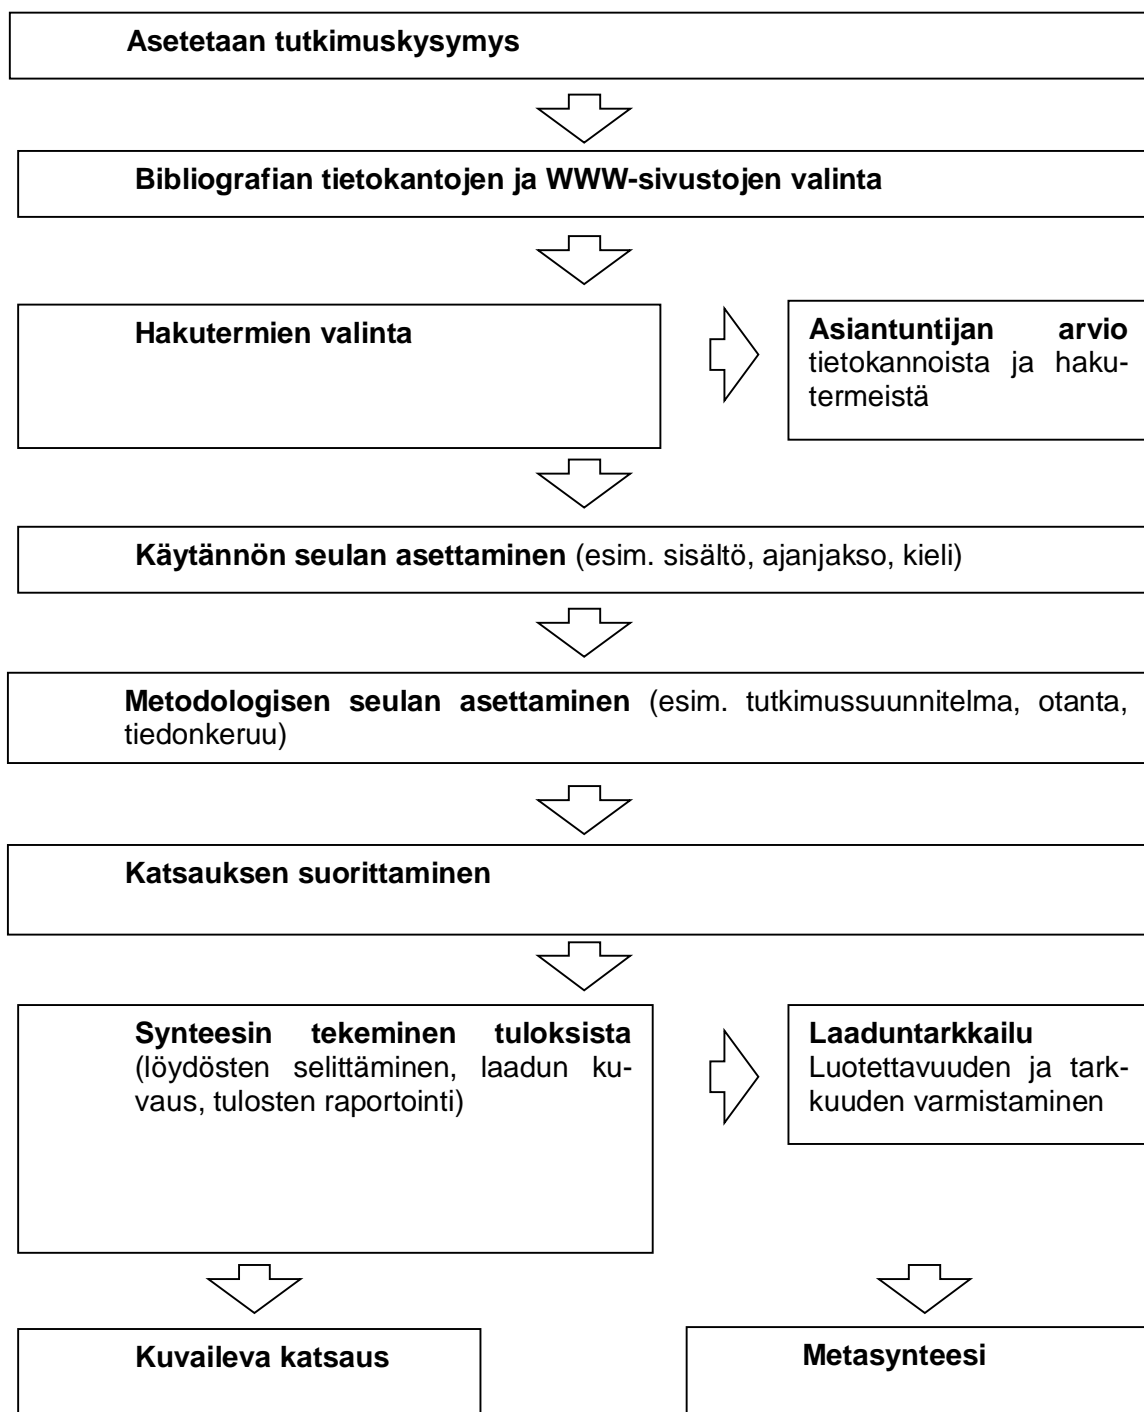 Asetetaan tutkimuskysymys
Bibliografian tietokantojen ja WWW-sivustojen valinta
Hakutermien valinta
Asiantuntijan arvio
tietokannoista ja haku-
termeistä
Käytännön seulan asettaminen (esim. sisältö, ajanjakso, kieli)
Metodologisen seulan asettaminen (esim. tutkimussuunnitelma, otanta,
tiedonkeruu)
Katsauksen suorittaminen
Synteesin tekeminen tuloksista
(löydösten selittäminen, laadun ku-
vaus, tulosten raportointi)
Laaduntarkkailu
Luotettavuuden ja tark-
kuuden varmistaminen
Kuvaileva katsaus
Metasynteesi